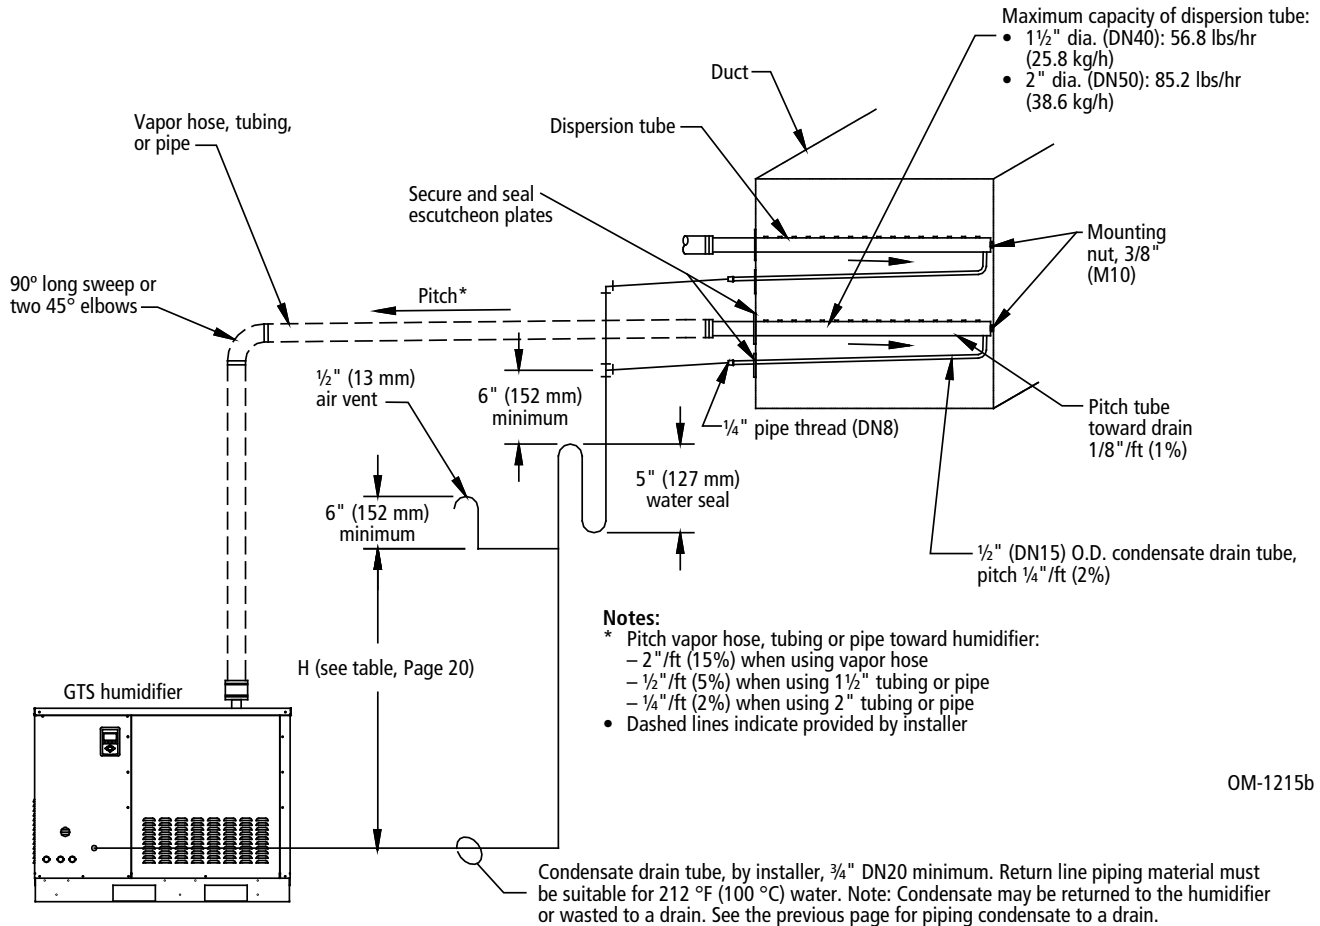 Maximum capacity of dispersion tube:
• 1½" dia. (DN40): 56.8 lbs/hr
(25.8 kg/h)
• 2" dia. (DN50): 85.2 lbs/hr
(38.6 kg/h)
Duct
Vapor hose, tubing,
or pipe
Dispersion tube
Secure and seal
escutcheon plates
Mounting
nut, 3/8"
(M10)
90º long sweep or
two 45° elbows
Pitch*
½" (13 mm)
air vent
6" (152 mm)
minimum
¼" pipe thread (DN8)
Pitch tube
toward drain
1/8"/ft (1%)
5" (127 mm)
water seal
6" (152 mm)
minimum
½" (DN15) O.D. condensate drain tube,
pitch ¼"/ft (2%)
H (see table, Page 20)
GTS humidifier
Notes:
* Pitch vapor hose, tubing or pipe toward humidifier:
– 2"/ft (15%) when using vapor hose
– ½"/ft (5%) when using 1½" tubing or pipe
– ¼"/ft (2%) when using 2" tubing or pipe
• Dashed lines indicate provided by installer
OM-1215b
Condensate drain tube, by installer, ¾" DN20 minimum. Return line piping material must
be suitable for 212 °F (100 °C) water. Note: Condensate may be returned to the humidifier
or wasted to a drain. See the previous page for piping condensate to a drain.